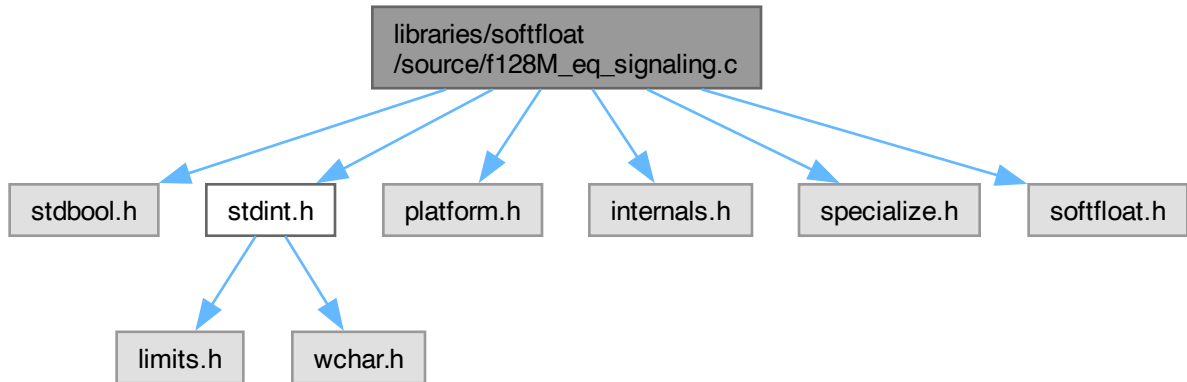 libraries/softfloat
/source/f128M_eq_signaling.c
stdbool.h
stdint.h
platform.h
internals.h
specialize.h
softfloat.h
limits.h
wchar.h